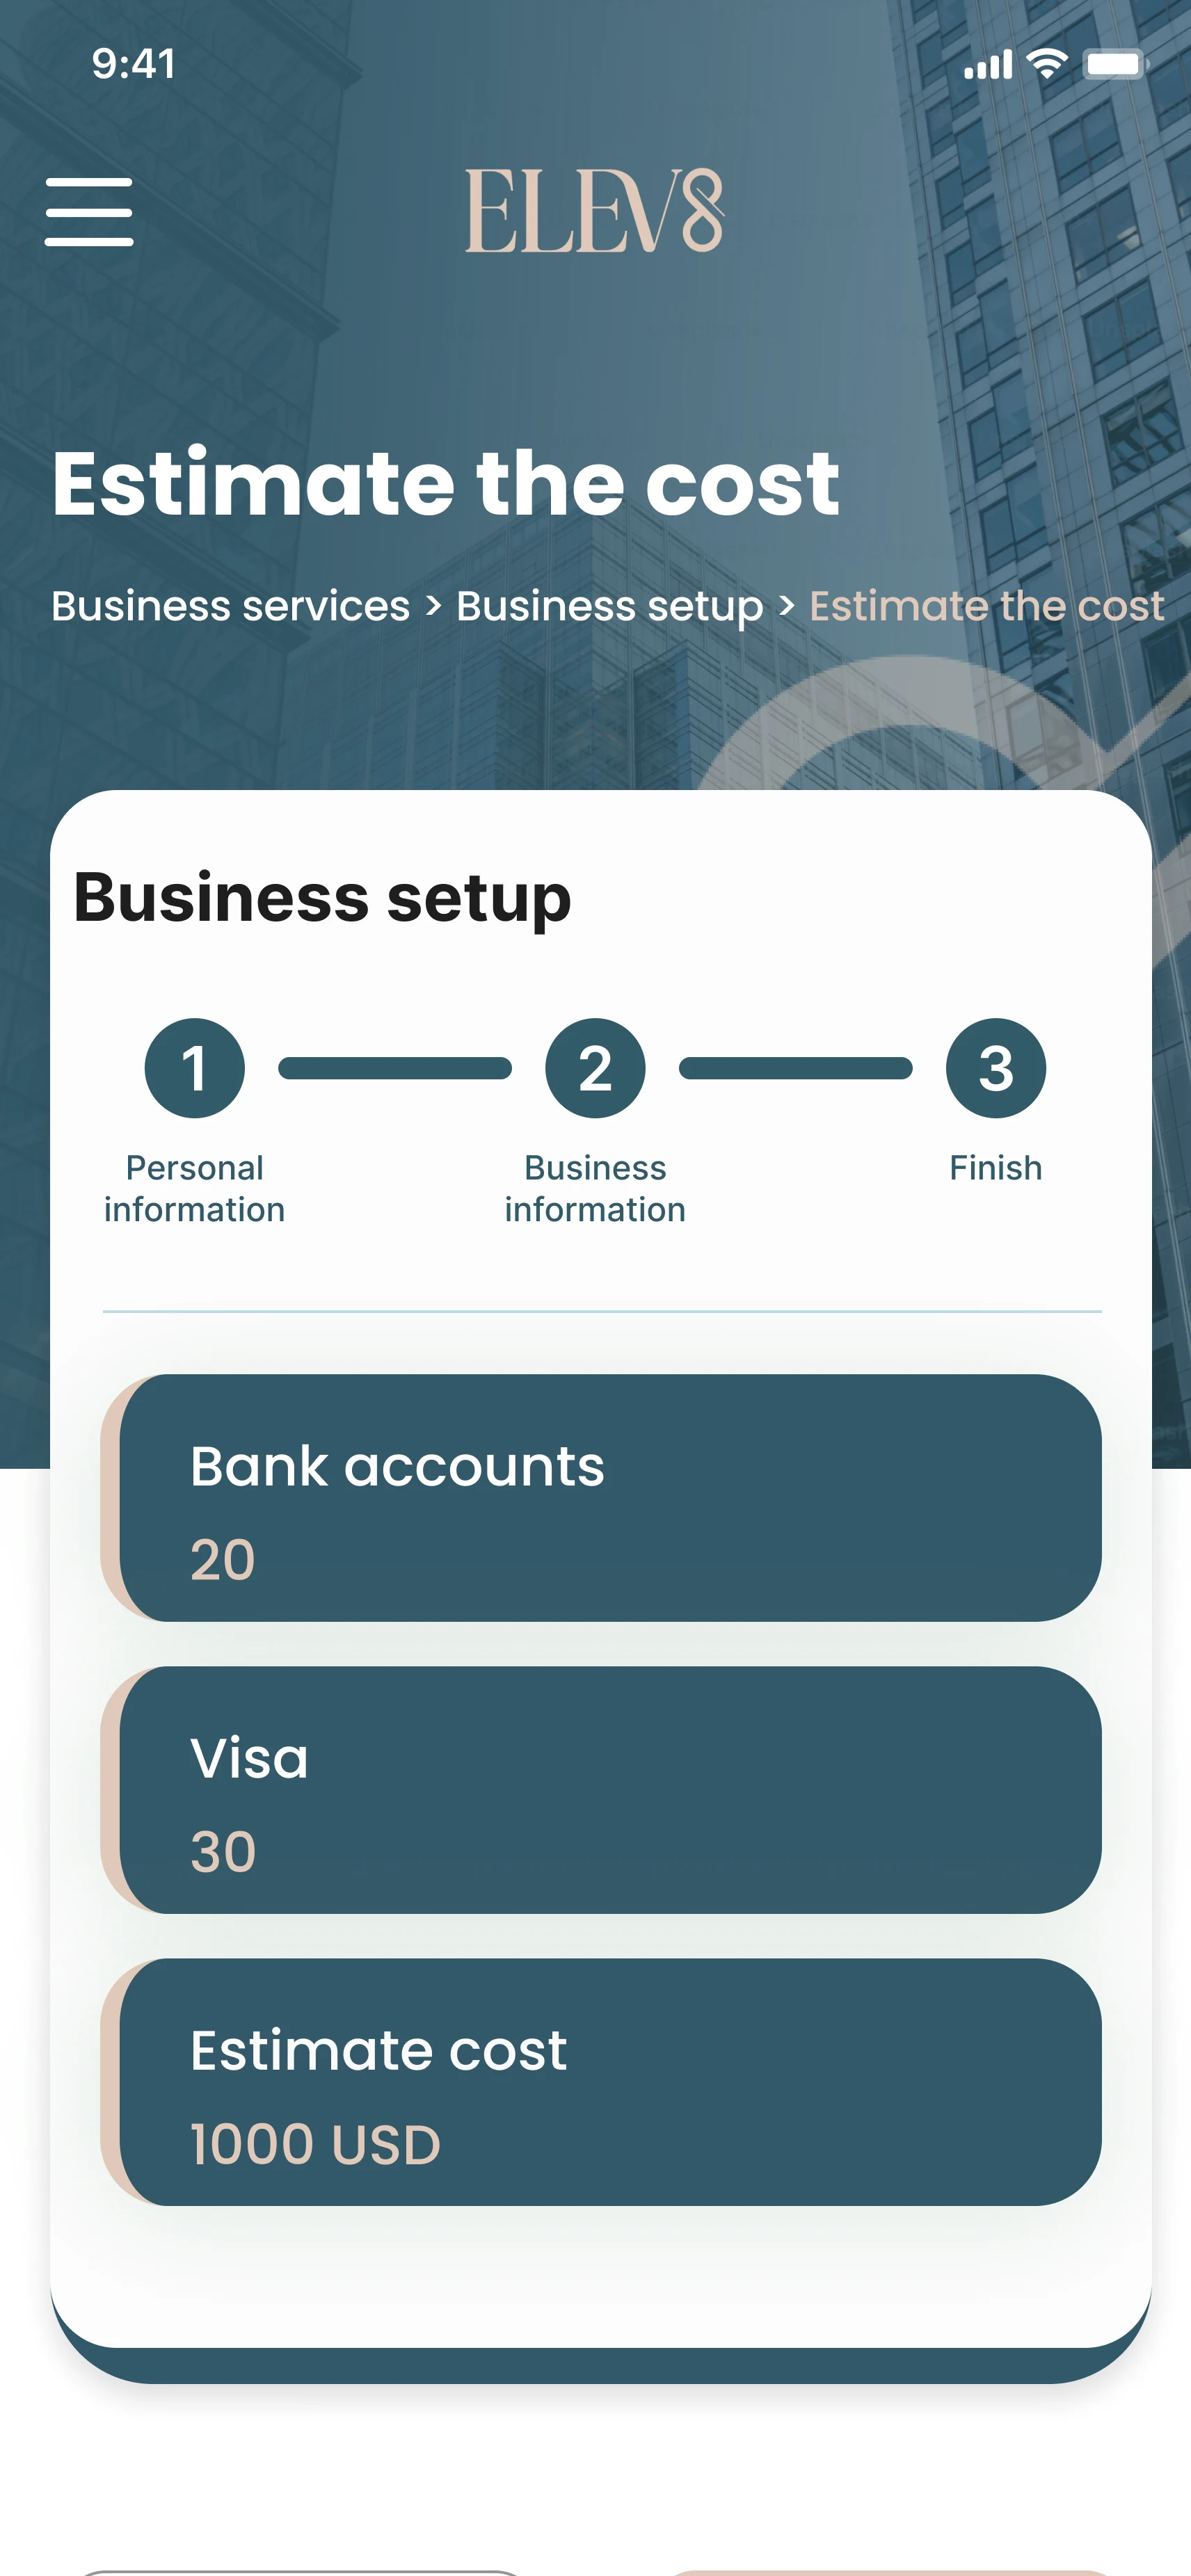 9:41
ELEV8
Estimate the cost
Business services > Business setup > Estimate the cost
Business setup
1
2
3
Personal
information
Business
information
Finish
Bank accounts
20
Visa
30
Estimate cost
1000 USD